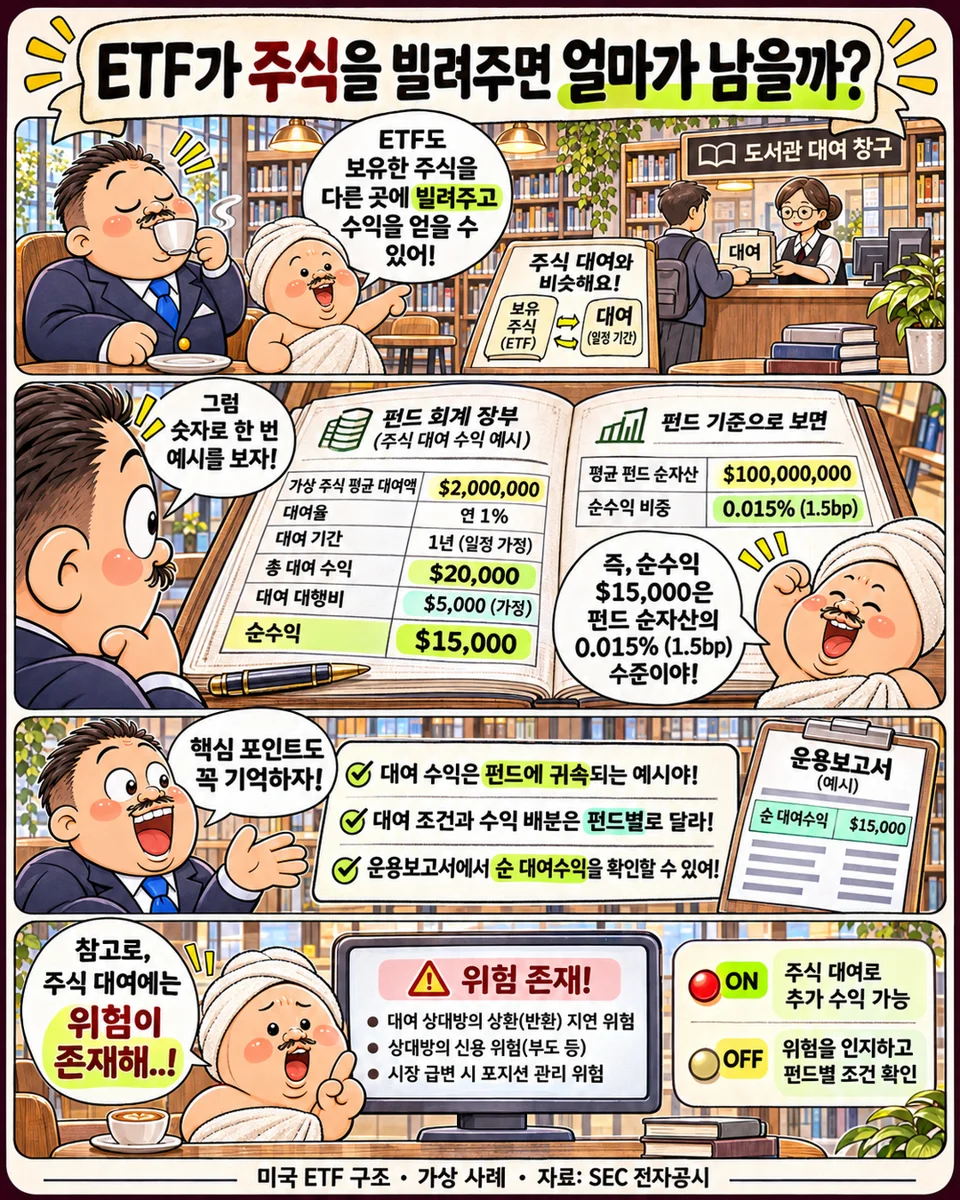 ETF가 주식을 빌려주면 얼마가 남을까?
ETF도
보유한 주식을
다른 곳에 빌려주고
수익을 얻을 수
있어!
도서관 대여 창구
대여
주식 대여와
비슷해요!
보유
주식
(ETF)
대여
(일정 기간)
그럼
숫자로 한 번
예시를 보자!
펀드 회계 장부
(주식 대여 수익 예시)
가상 주식 평균 대여액 $2,000,000
대여율 연 1%
대여 기간 1년 (일정 가정)
총 대여 수익 $20,000
대여 대행비 $5,000 (가정)
순수익 $15,000
펀드 기준으로 보면
평균 펀드 순자산 $100,000,000
순수익 비중 0.015% (1.5bp)
즉, 순수익
$15,000은
펀드 순자산의
0.015% (1.5bp)
수준이야!
핵심 포인트도
꼭 기억하자!
대여 수익은 펀드에 귀속되는 예시야!
대여 조건과 수익 배분은 펀드별로 달라!
운용보고서에서 순 대여수익을 확인할 수 있어!
운용보고서
(예시)
순 대여수익 $15,000
참고로,
주식 대여에는
위험이
존재해..!
위험 존재!
• 대여 상대방의 상환(반환) 지연 위험
• 상대방의 신용 위험(부도 등)
• 시장 급변 시 포지션 관리 위험
ON 주식 대여로
추가 수익 가능
OFF 위험을 인지하고
펀드별 조건 확인
미국 ETF 구조 • 가상 사례 • 자료: SEC 전자공시